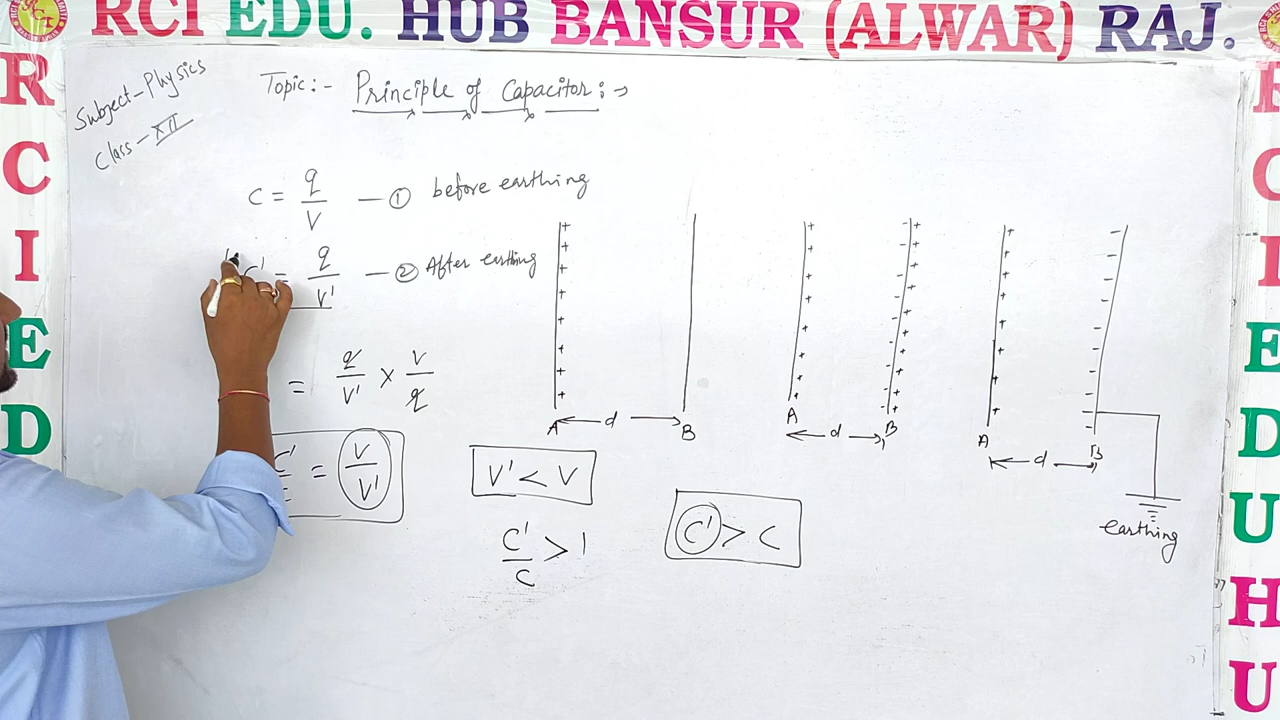 RCI EDU. HUB BANSUR (ALWAR) RAJ.
R
C
I
E
D
Subject-Physics
Class-XII
Topic:- Principle of Capacitor:→
C = q/V —① before earthing
C' = q/V' —② After earthing
= q/V' × V/q
C'/C = V/V'
V' < V
C'/C > 1
C' > C
A ← d → B
A ← d → B
A ← d → B
earthing
E
D
U
H
U